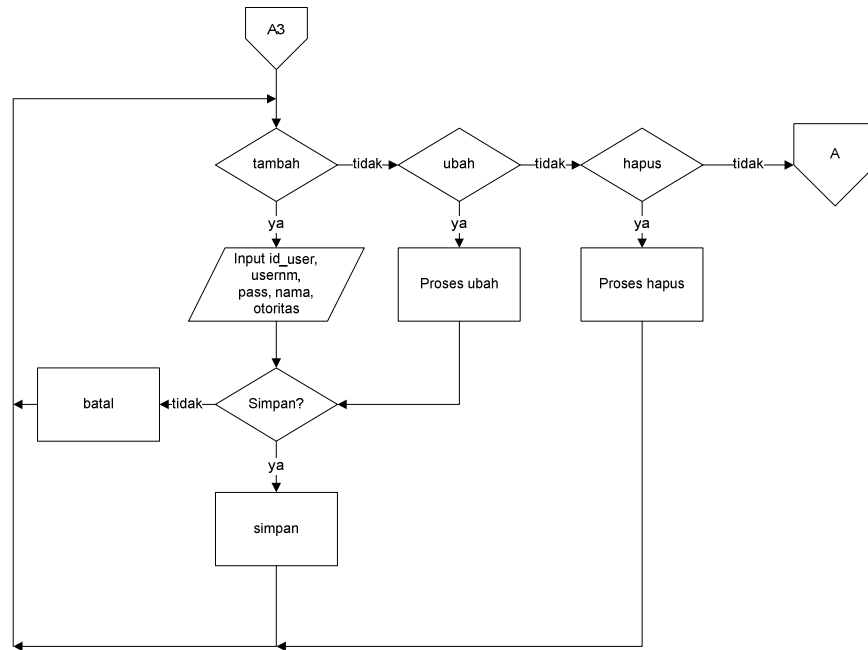 A3
tambah
tidak
ubah
tidak
hapus
tidak
A
ya
ya
ya
Input id_user,
usernm,
pass, nama,
otoritas
Proses ubah
Proses hapus
batal
tidak
Simpan?
ya
simpan